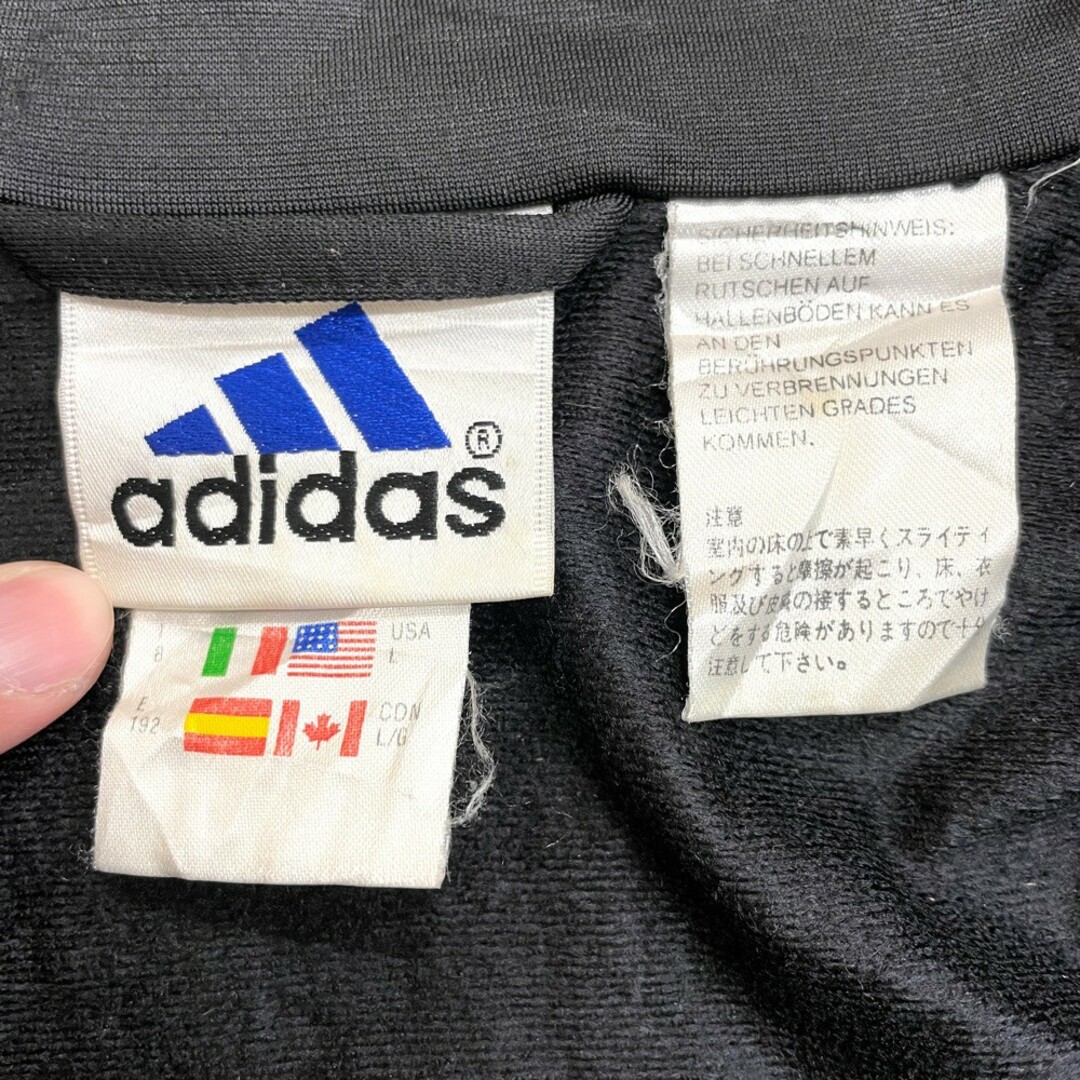 adidas®
USA
8
L
E
CDN
192
L/G
SICHERHEITSHINWEIS:
BEI SCHNELLEM
RUTSCHEN AUF
HALLENBÖDEN KANN ES
AN DEN
BERÜHRUNGSPUNKTEN
ZU VERBRENNUNGEN
LEICHTEN GRADES
KOMMEN.
注意
室内の床の上で素早くスライティ
ングすると摩擦が起こり、床、衣
服及び皮膚の接するところでやけ
どをする危険がありますので十分
注意して下さい。